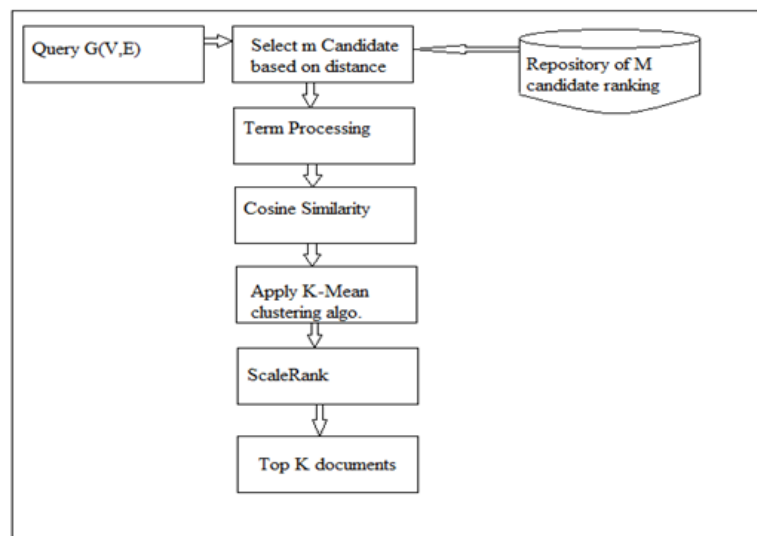 Query G(V,E)
Select m Candidate
based on distance
Repository of M
candidate ranking
Term Processing
Cosine Similarity
Apply K-Mean
clustering algo.
ScaleRank
Top K documents